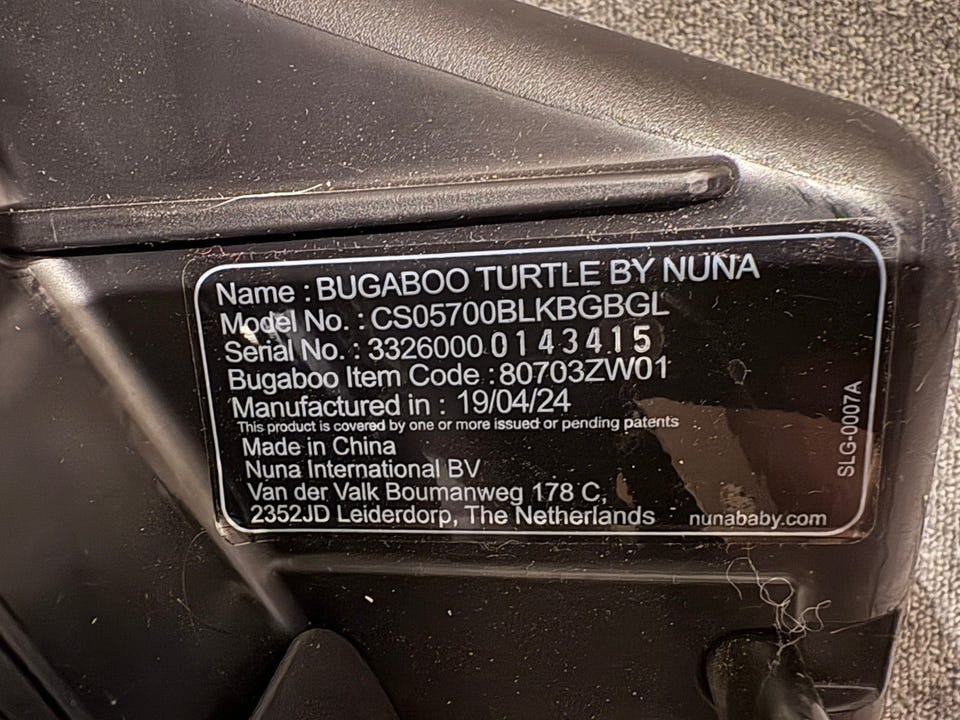 Name : BUGABOO TURTLE BY NUNA
Model No. : CS05700BLKBGBGL
Serial No. : 3326000 0143415
Bugaboo Item Code :80703ZW01
Manufactured in : 19/04/24
This product is covered by one or more issued or pending patents
Made in China
Nuna International BV
Van der Valk Boumanweg 178 C,
2352JD Leiderdorp, The Netherlands
nunababy.com
SLG-0007A